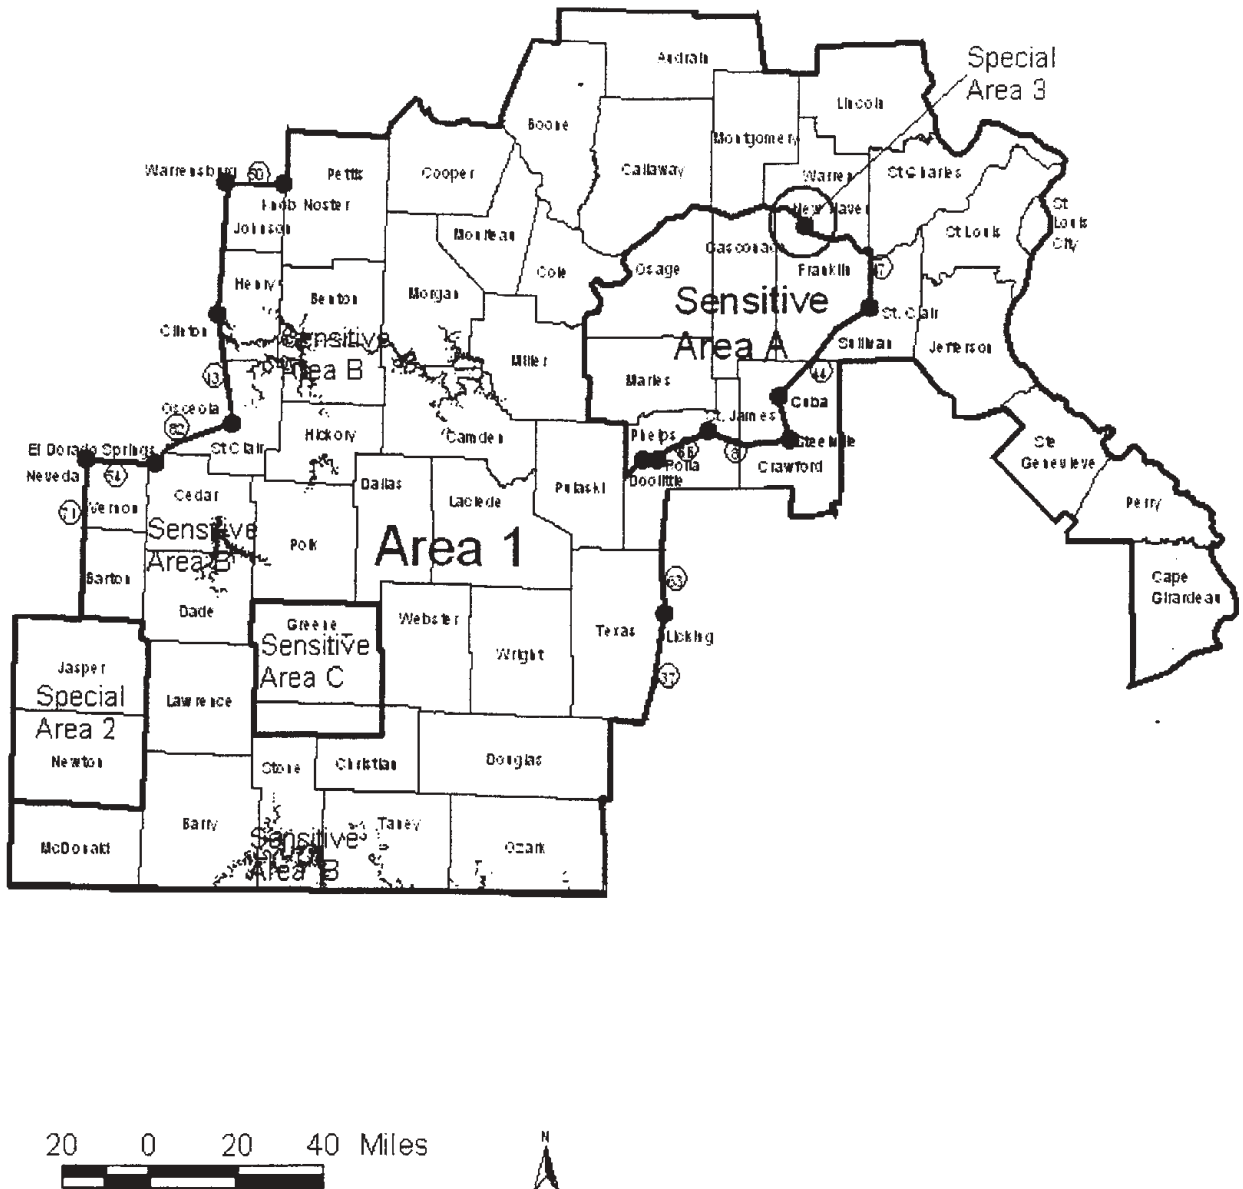 Audrain
Special
Area 3
Lincoln
Boone
Montgomery
Warrensburg
50
Pettis
Cooper
Callaway
Warren
St Charles
Knob Noster
New Haven
St
Louis
City
Johnson
Moniteau
Gasconade
St Louis
Cole
Osage
Franklin
47
Henry
Benton
Morgan
Sensitive
Area A
St. Clair
Clinton
Sensitive
Area B
Miller
Sullivan
Jefferson
13
Maries
44
Osceola
Cuba
82
St. James
El Dorado Springs
St Clair
Hickory
Camden
Phelps
Steelville
Ste
Genevieve
Neveda
54
Rolla
68
8
Crawford
Doolittle
Cedar
Dallas
Laclede
Pulaski
71
Vernon
Perry
Sensitive
Area B
Polk
Area 1
Barton
63
Cape
Girardeau
Dade
Greene
Webster
Texas
Licking
Sensitive
Area C
Wright
Jasper
37
Special
Area 2
Lawrence
Newton
Stone
Christian
Douglas
Barry
Taney
Sensitive
Area B
McDonald
Ozark
20 0 20 40 Miles
N